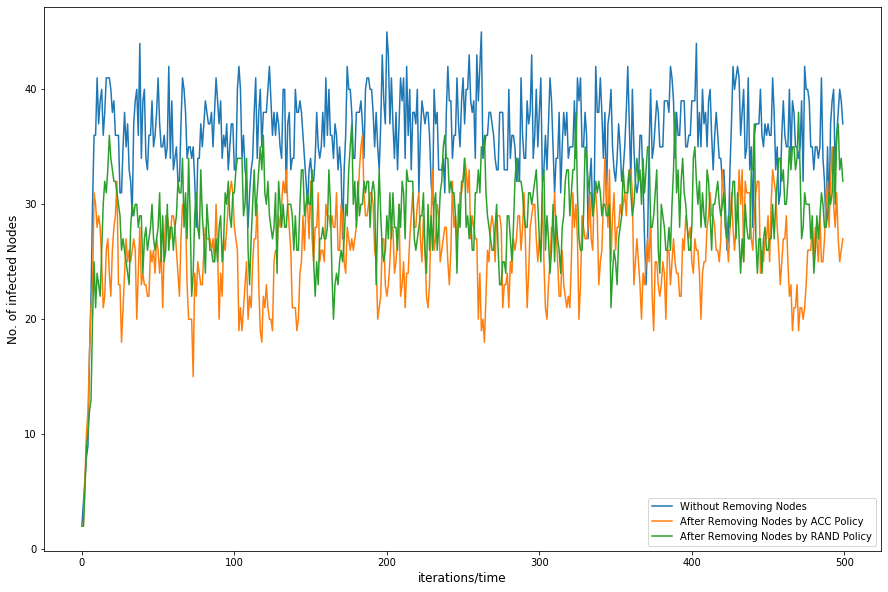 No. of infected Nodes
40
30
20
10
0
0
100
200
300
400
500
iterations/time
Without Removing Nodes
After Removing Nodes by ACC Policy
After Removing Nodes by RAND Policy